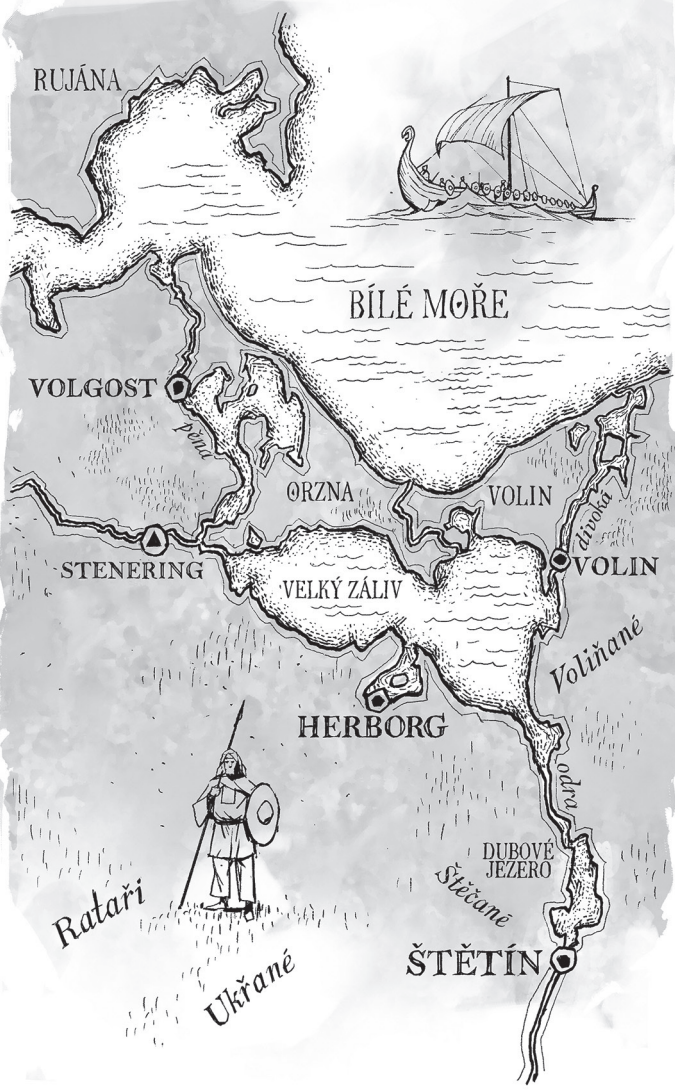 RUJÁNA
BÍLÉ MOŘE
VOLGOST
pěna
ORZNA
VOLIN
divoká
STENERING
VOLIN
VELKÝ ZÁLIV
Voliňané
HERBORG
odra
DUBOVÉ
JEZERO
Štěčané
Rataři
ŠTĚTÍN
Ukřané